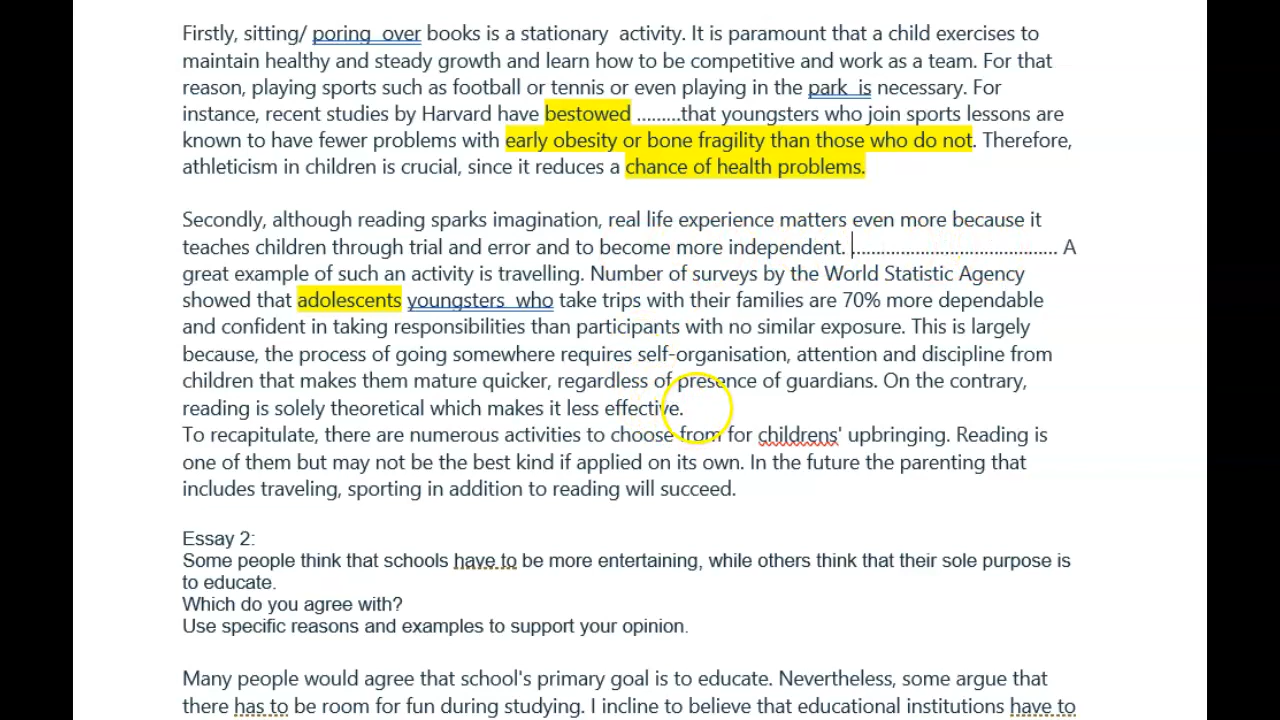 Firstly, sitting/ poring  over books is a stationary  activity. It is paramount that a child exercises to
maintain healthy and steady growth and learn how to be competitive and work as a team. For that
reason, playing sports such as football or tennis or even playing in the park  is necessary. For
instance, recent studies by Harvard have bestowed .........that youngsters who join sports lessons are
known to have fewer problems with early obesity or bone fragility than those who do not. Therefore,
athleticism in children is crucial, since it reduces a chance of health problems.
Secondly, although reading sparks imagination, real life experience matters even more because it
teaches children through trial and error and to become more independent. .......................................... A
great example of such an activity is travelling. Number of surveys by the World Statistic Agency
showed that adolescents youngsters  who take trips with their families are 70% more dependable
and confident in taking responsibilities than participants with no similar exposure. This is largely
because, the process of going somewhere requires self-organisation, attention and discipline from
children that makes them mature quicker, regardless of presence of guardians. On the contrary,
reading is solely theoretical which makes it less effective.
To recapitulate, there are numerous activities to choose from for childrens' upbringing. Reading is
one of them but may not be the best kind if applied on its own. In the future the parenting that
includes traveling, sporting in addition to reading will succeed.
Essay 2:
Some people think that schools have to be more entertaining, while others think that their sole purpose is
to educate.
Which do you agree with?
Use specific reasons and examples to support your opinion.
Many people would agree that school's primary goal is to educate. Nevertheless, some argue that
there has to be room for fun during studying. I incline to believe that educational institutions have to